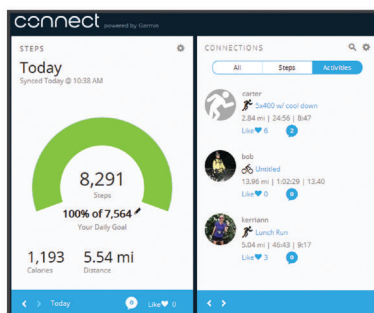 connect powered by Garmin
STEPS
Today
Synced Today @ 10:38 AM
8,291
Steps
100% of 7,564
Your Daily Goal
1,193
Calories
5.54 mi
Distance
< > Today 0 Like 0
CONNECTIONS
All Steps Activities
carter
5x400 w/ cool down
2.84 mi | 24:56 | 8:47
Like 6 2
bob
Untitled
13.96 mi | 1:02:29 | 13.40
Like 0 0
kerriann
Lunch Run
5.04 mi | 46:43 | 9:17
Like 3 0
< >